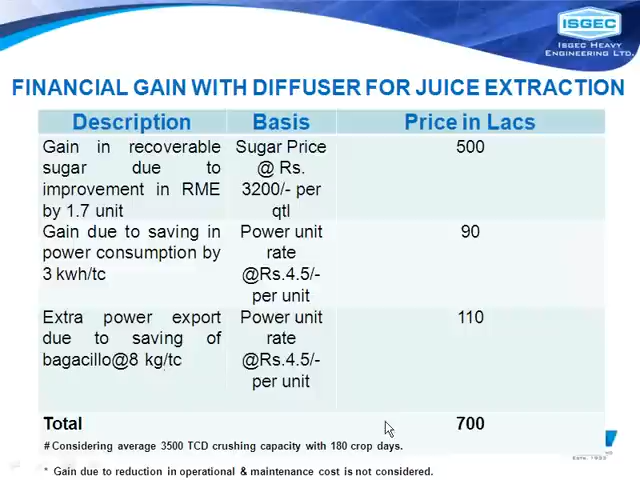 ISGEC
ISGEC HEAVY
ENGINEERING LTD.
FINANCIAL GAIN WITH DIFFUSER FOR JUICE EXTRACTION
Description Basis Price in Lacs
Gain in recoverable sugar due to improvement in RME by 1.7 unit
Sugar Price @ Rs. 3200/- per qtl
500
Gain due to saving in power consumption by 3 kwh/tc
Power unit rate @Rs.4.5/- per unit
90
Extra power export due to saving of bagacillo@8 kg/tc
Power unit rate @Rs.4.5/- per unit
110
Total 700
# Considering average 3500 TCD crushing capacity with 180 crop days.
ESTD. 1933
* Gain due to reduction in operational & maintenance cost is not considered.